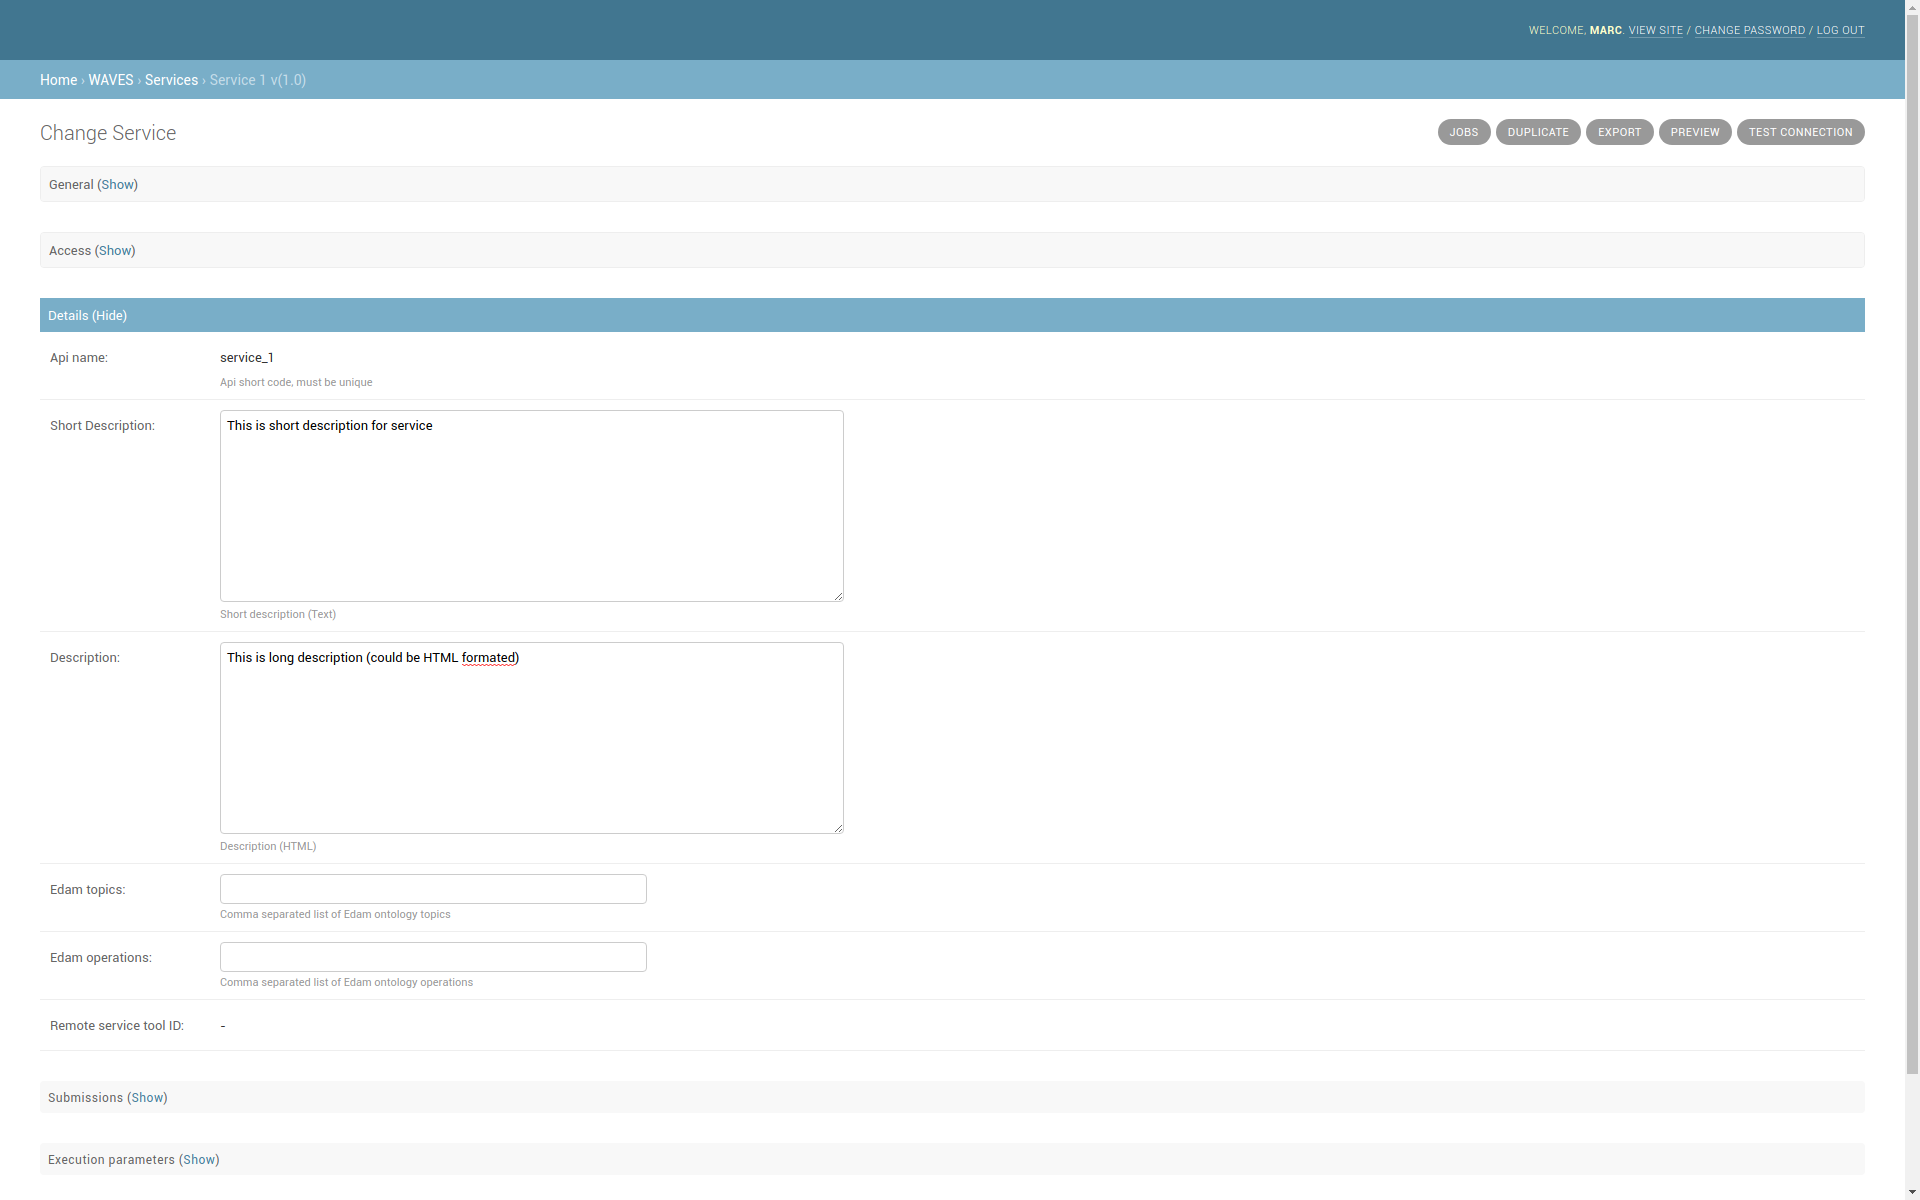 WELCOME, MARC. VIEW SITE / CHANGE PASSWORD / LOG OUT
Home › WAVES › Services › Service 1 v(1.0)
Change Service
JOBS DUPLICATE EXPORT PREVIEW TEST CONNECTION
General (Show)
Access (Show)
Details (Hide)
Api name: service_1
Api short code, must be unique
Short Description: This is short description for service
Short description (Text)
Description: This is long description (could be HTML formated)
Description (HTML)
Edam topics:
Comma separated list of Edam ontology topics
Edam operations:
Comma separated list of Edam ontology operations
Remote service tool ID: -
Submissions (Show)
Execution parameters (Show)